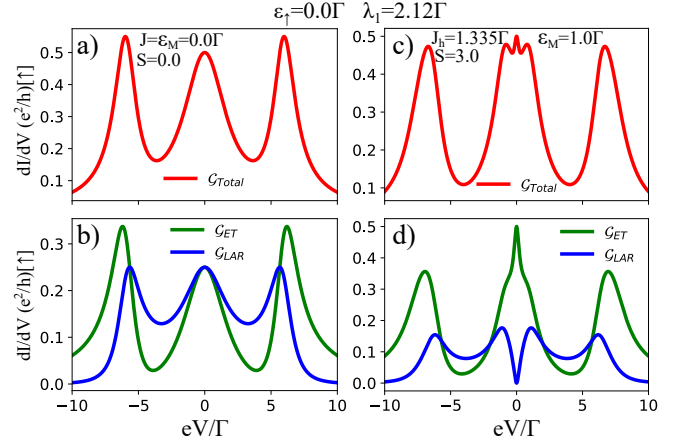 ε↑=0.0Γ λ1=2.12Γ
a)
J=εM=0.0Γ
S=0.0
dI/dV (e²/h)[↑]
0.5
0.4
0.3
0.2
0.1
𝒢Total
c)
Jh=1.335Γ εM=1.0Γ
S=3.0
0.5
0.4
0.3
0.2
0.1
𝒢Total
b)
𝒢ET
𝒢LAR
dI/dV (e²/h)[↑]
0.3
0.2
0.1
0.0
−10 −5 0 5 10
eV/Γ
d)
𝒢ET
𝒢LAR
0.5
0.4
0.3
0.2
0.1
0.0
−10 −5 0 5 10
eV/Γ